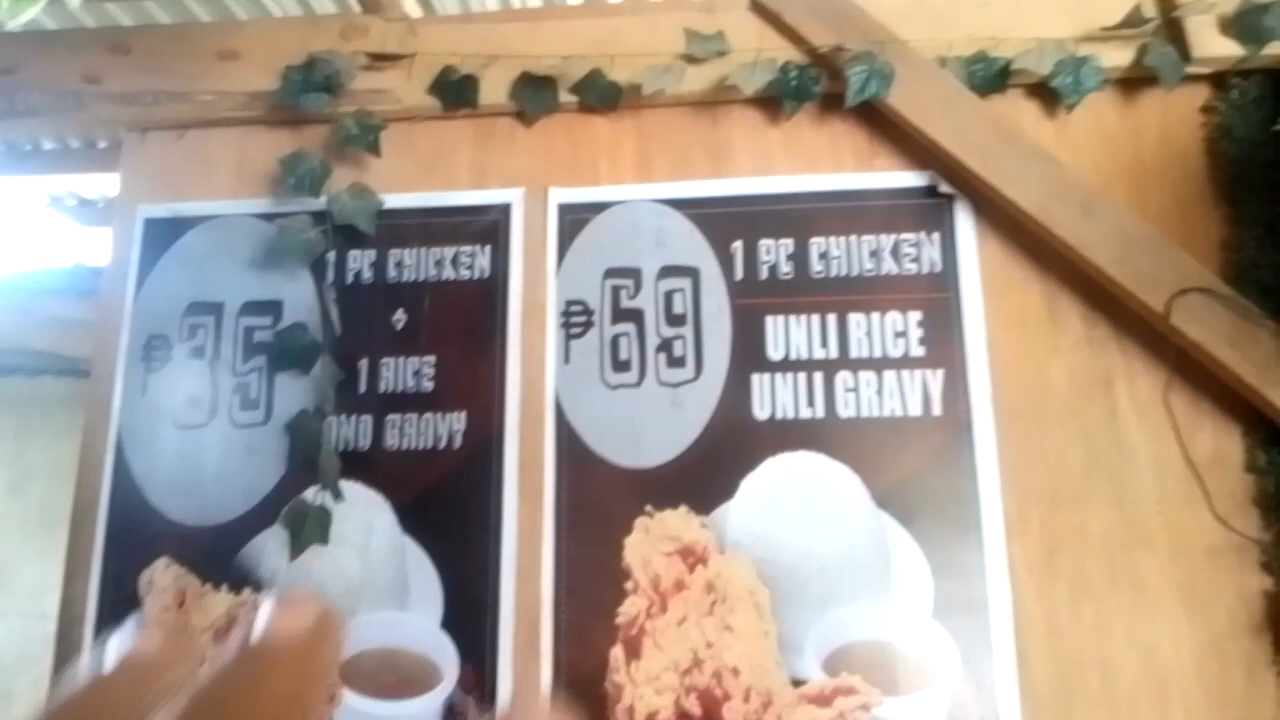 ₱35
1 PC CHICKEN
+
1 RICE
AND GRAVY
₱69
1 PC CHICKEN
UNLI RICE
UNLI GRAVY